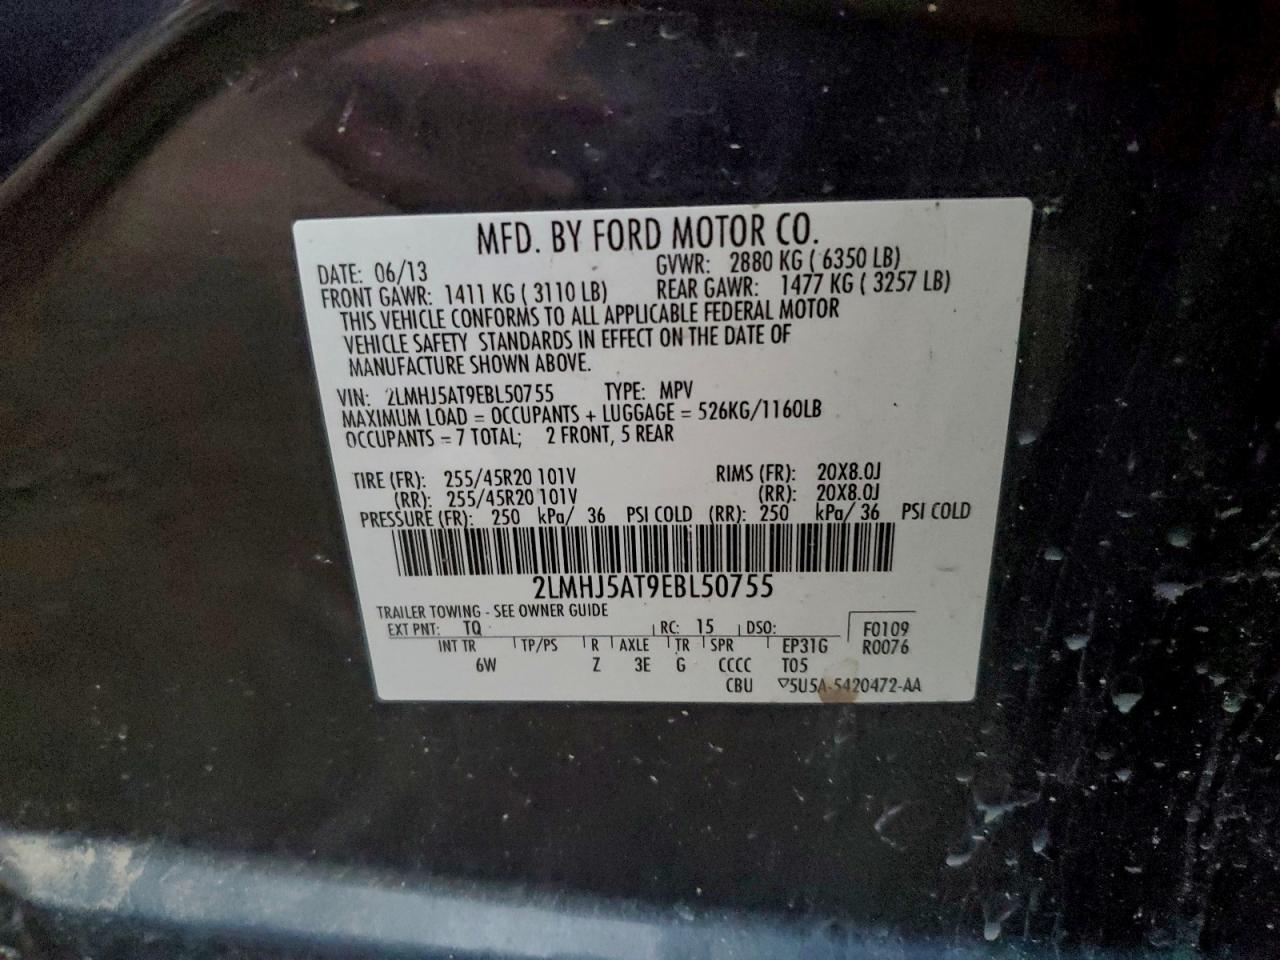 MFD. BY FORD MOTOR CO.
DATE: 06/13 GVWR: 2880 KG ( 6350 LB)
FRONT GAWR: 1411 KG ( 3110 LB) REAR GAWR: 1477 KG ( 3257 LB)
THIS VEHICLE CONFORMS TO ALL APPLICABLE FEDERAL MOTOR
VEHICLE SAFETY STANDARDS IN EFFECT ON THE DATE OF
MANUFACTURE SHOWN ABOVE.
VIN: 2LMHJ5AT9EBL50755 TYPE: MPV
MAXIMUM LOAD = OCCUPANTS + LUGGAGE = 526KG/1160LB
OCCUPANTS = 7 TOTAL; 2 FRONT, 5 REAR
TIRE (FR): 255/45R20 101V RIMS (FR): 20X8.0J
(RR): 255/45R20 101V (RR): 20X8.0J
PRESSURE (FR): 250 kPa/ 36 PSI COLD (RR): 250 kPa/ 36 PSI COLD
2LMHJ5AT9EBL50755
TRAILER TOWING - SEE OWNER GUIDE
EXT PNT: TQ RC: 15 DSO: F0109
INT TR TP/PS R AXLE TR SPR EP31G R0076
6W Z 3E G CCCC T05
CBU ▽5U5A-5420472-AA